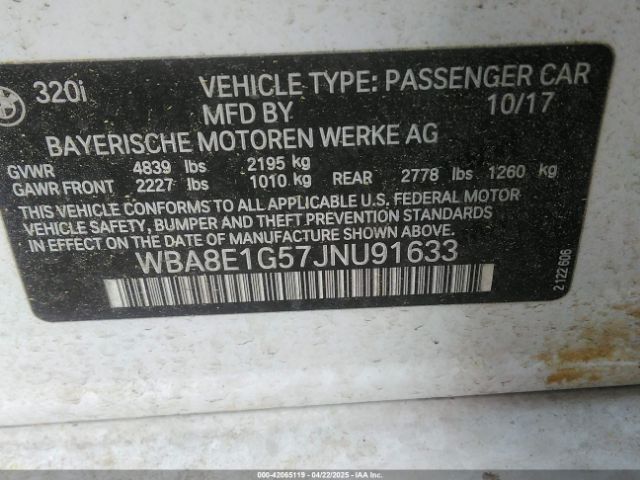 320i VEHICLE TYPE: PASSENGER CAR
MFD BY 10/17
BAYERISCHE MOTOREN WERKE AG
GVWR 4839 lbs 2195 kg
GAWR FRONT 2227 lbs 1010 kg REAR 2778 lbs 1260 kg
THIS VEHICLE CONFORMS TO ALL APPLICABLE U.S. FEDERAL MOTOR
VEHICLE SAFETY, BUMPER AND THEFT PREVENTION STANDARDS
IN EFFECT ON THE DATE OF MANUFACTURE SHOWN ABOVE.
WBA8E1G57JNU91633
2 122 606
000-42065119 | 04/22/2025 - IAA Inc.